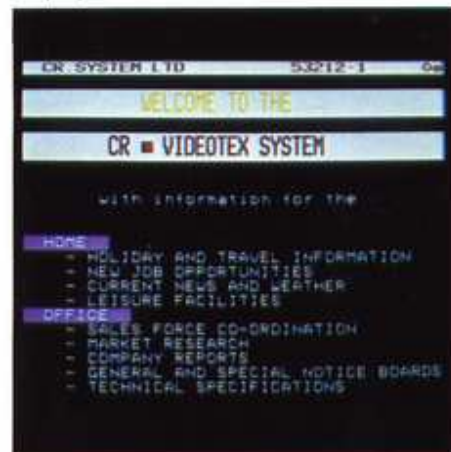 CR SYSTEM LTD 53212-1 0p
WELCOME TO THE
CR ■ VIDEOTEX SYSTEM
with information for the
HOME
- HOLIDAY AND TRAVEL INFORMATION
- NEW JOB OPPORTUNITIES
- CURRENT NEWS AND WEATHER
- LEISURE FACILITIES
OFFICE
- SALES FORCE CO-ORDINATION
- MARKET RESEARCH
- COMPANY REPORTS
- GENERAL AND SPECIAL NOTICE BOARDS
- TECHNICAL SPECIFICATIONS